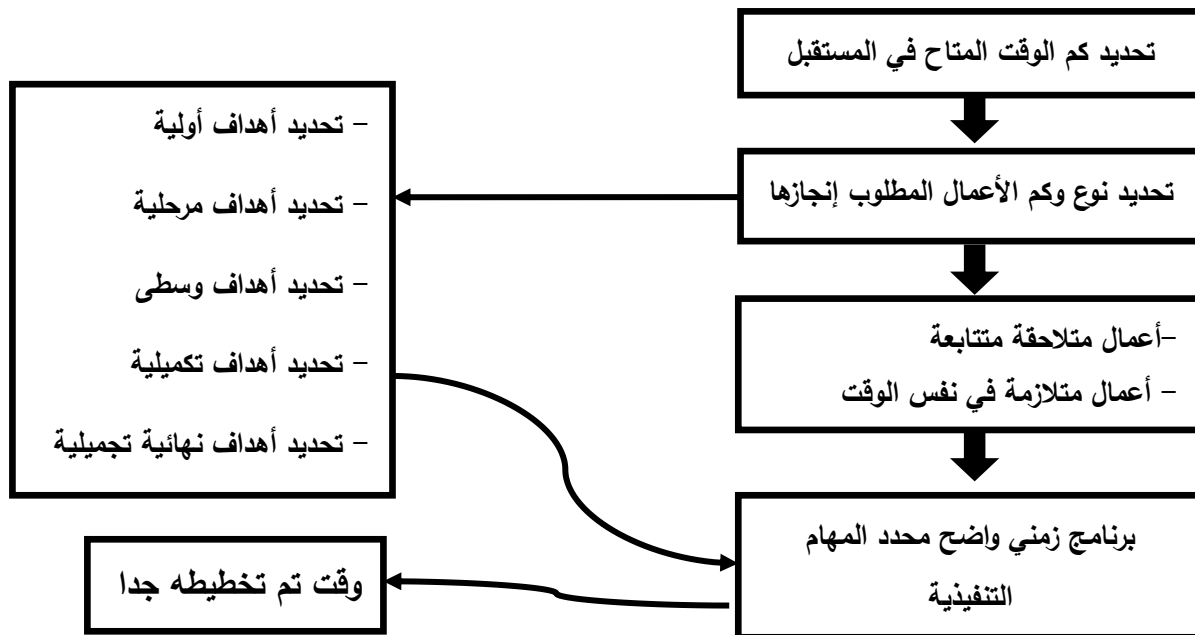 تحديد كم الوقت المتاح في المستقبل
تحديد نوع وكم الأعمال المطلوب إنجازها
- تحديد أهداف أولية
- تحديد أهداف مرحلية
- تحديد أهداف وسطى
- تحديد أهداف تكميلية
- تحديد أهداف نهائية تجميلية
-أعمال متلاحقة متتابعة
- أعمال متلازمة في نفس الوقت
برنامج زمني واضح محدد المهام
التنفيذية
وقت تم تخطيطه جدا